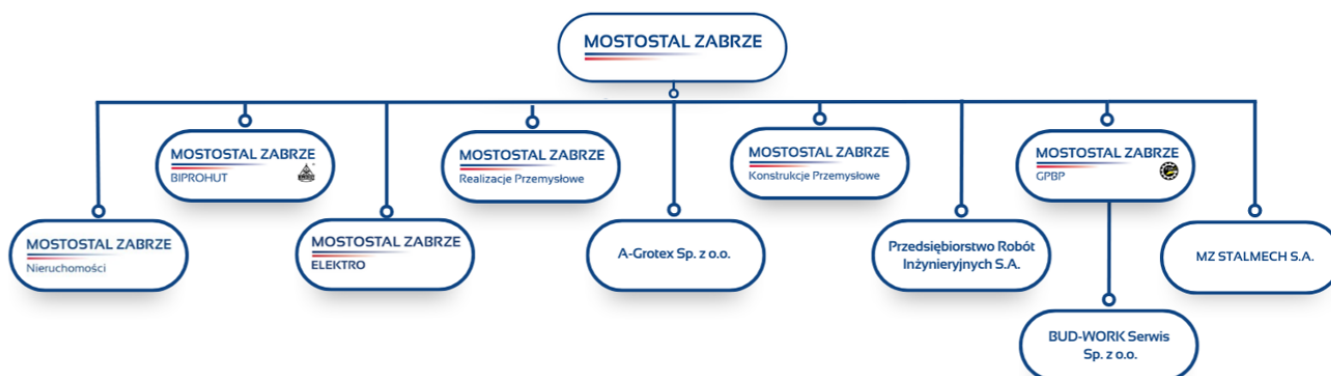 MOSTOSTAL ZABRZE
MOSTOSTAL ZABRZE
BIPROHUT
MOSTOSTAL ZABRZE
Realizacje Przemysłowe
MOSTOSTAL ZABRZE
Konstrukcje Przemysłowe
MOSTOSTAL ZABRZE
GPBP
MOSTOSTAL ZABRZE
Nieruchomości
MOSTOSTAL ZABRZE
ELEKTRO
A-Grotex Sp. z o.o.
Przedsiębiorstwo Robót
Inżynieryjnych S.A.
MZ STALMECH S.A.
BUD-WORK Serwis
Sp. z o.o.